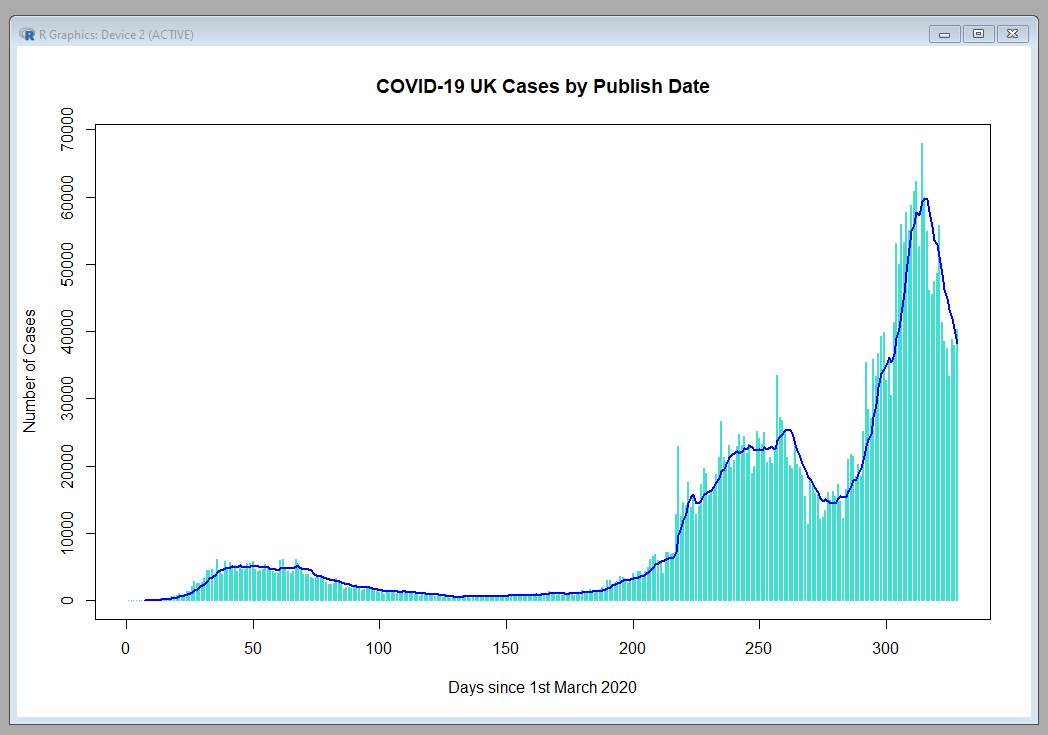 R Graphics: Device 2 (ACTIVE)
COVID-19 UK Cases by Publish Date
70000
60000
50000
40000
30000
20000
10000
0
Number of Cases
0 50 100 150 200 250 300
Days since 1st March 2020